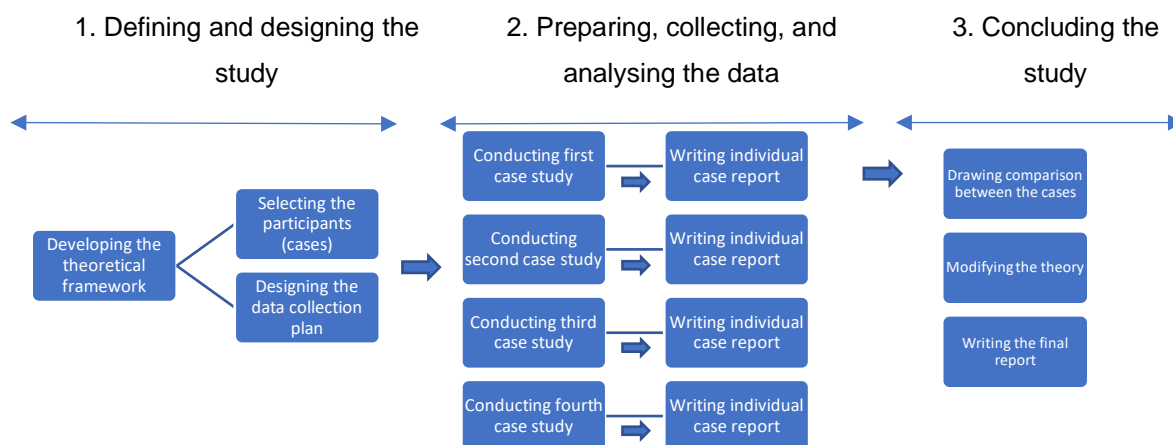 1. Defining and designing the
study
2. Preparing, collecting, and
analysing the data
3. Concluding the
study
Developing the
theoretical
framework
Selecting the
participants
(cases)
Designing the
data collection
plan
Conducting first
case study
Writing individual
case report
Conducting
second case study
Writing individual
case report
Conducting third
case study
Writing individual
case report
Conducting fourth
case study
Writing individual
case report
Drawing comparison
between the cases
Modifying the theory
Writing the final
report